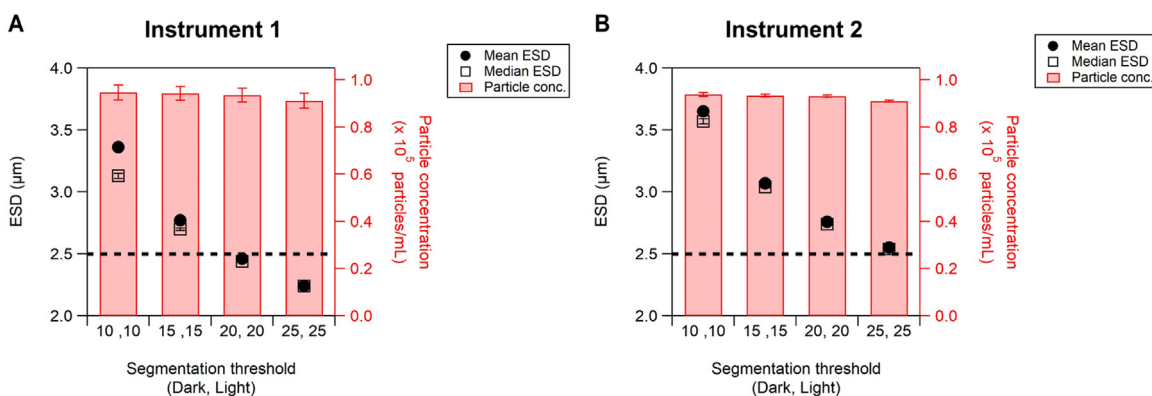 A
Instrument 1
Mean ESD
Median ESD
Particle conc.
4.0
3.5
3.0
2.5
2.0
ESD (μm)
1.0
0.8
0.6
0.4
0.2
0.0
Particle concentration
(x 10⁵ particles/mL)
10 ,10
15 ,15
20, 20
25, 25
Segmentation threshold
(Dark, Light)
B
Instrument 2
Mean ESD
Median ESD
Particle conc.
4.0
3.5
3.0
2.5
2.0
ESD (μm)
1.0
0.8
0.6
0.4
0.2
0.0
Particle concentration
(x 10⁵ particles/mL)
10 ,10
15 ,15
20, 20
25, 25
Segmentation threshold
(Dark, Light)